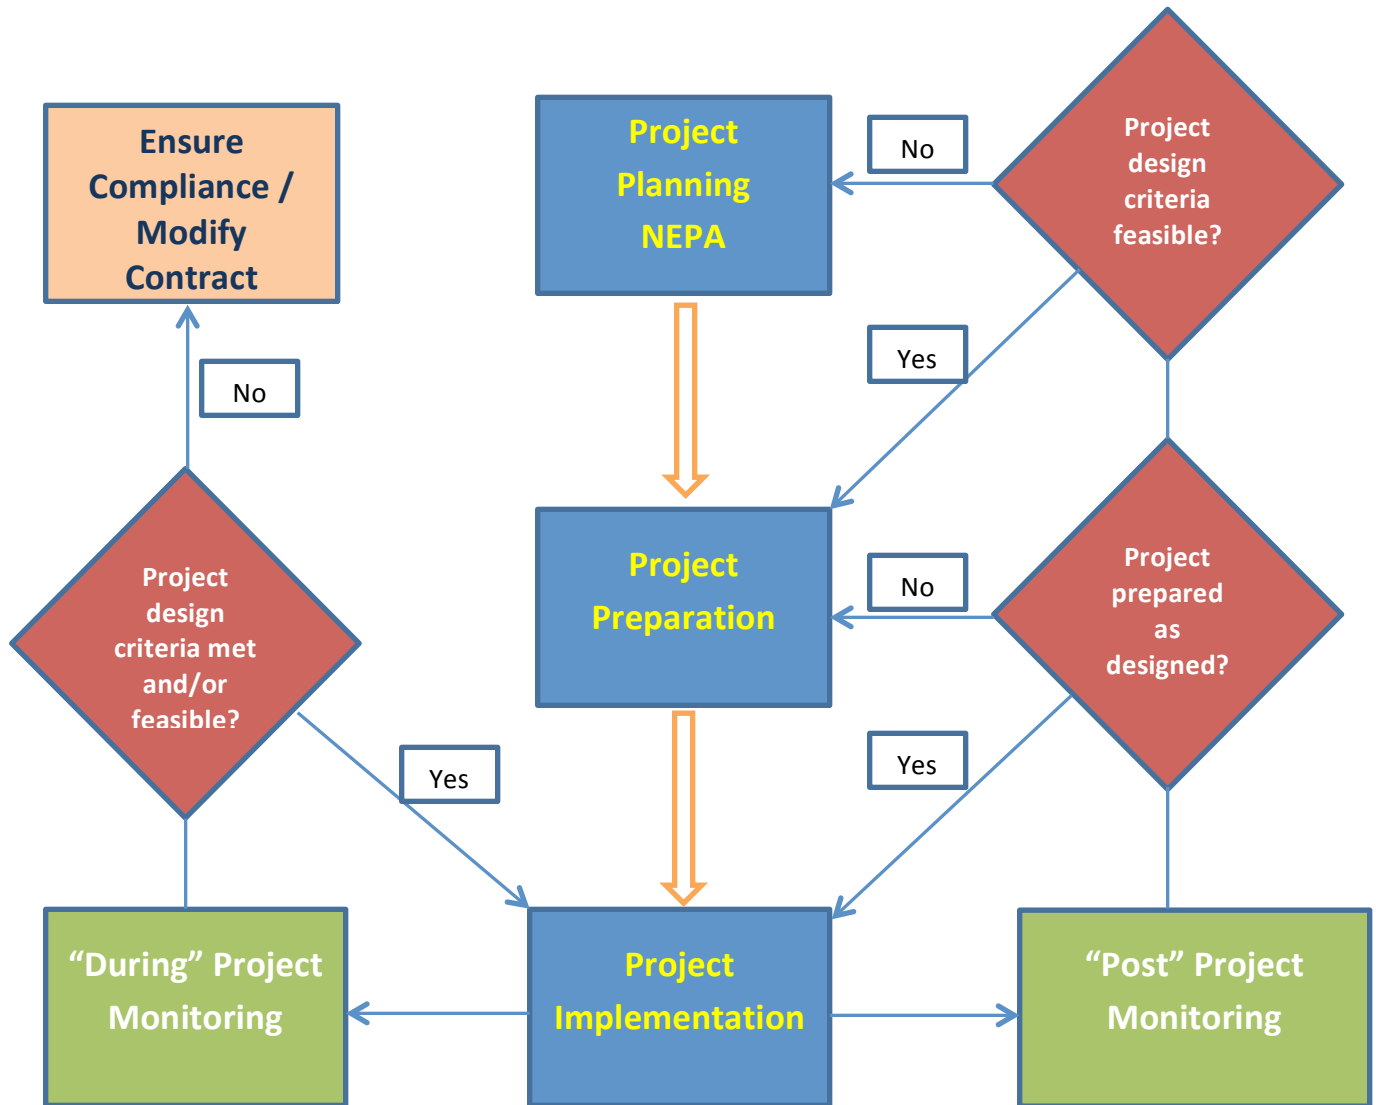 Ensure
Compliance /
Modify
Contract
Project
Planning
NEPA
No
Project
design
criteria
feasible?
No
Yes
Project
design
criteria met
and/or
feasible?
Project
Preparation
No
Project
prepared
as
designed?
Yes
Yes
“During” Project
Monitoring
Project
Implementation
“Post” Project
Monitoring